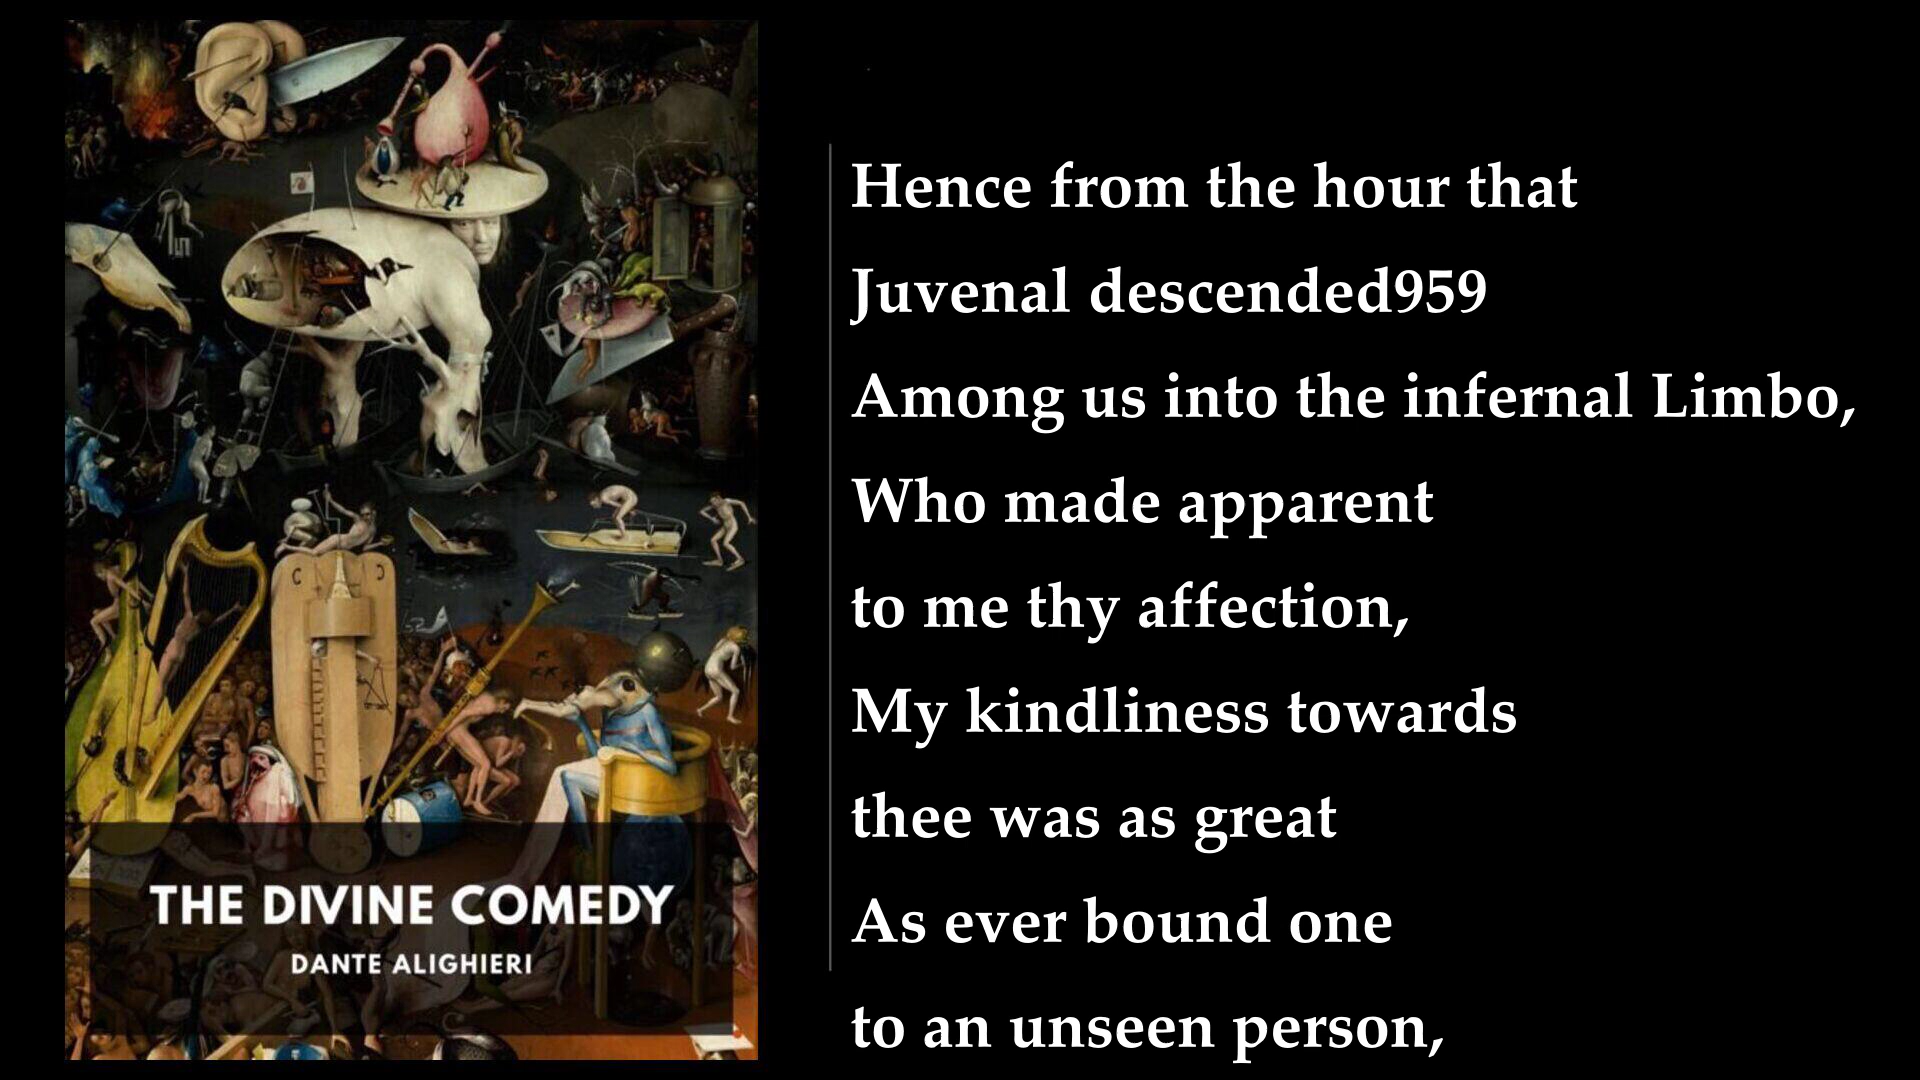 THE DIVINE COMEDY
DANTE ALIGHIERI
Hence from the hour that
Juvenal descended959
Among us into the infernal Limbo,
Who made apparent
to me thy affection,
My kindliness towards
thee was as great
As ever bound one
to an unseen person,